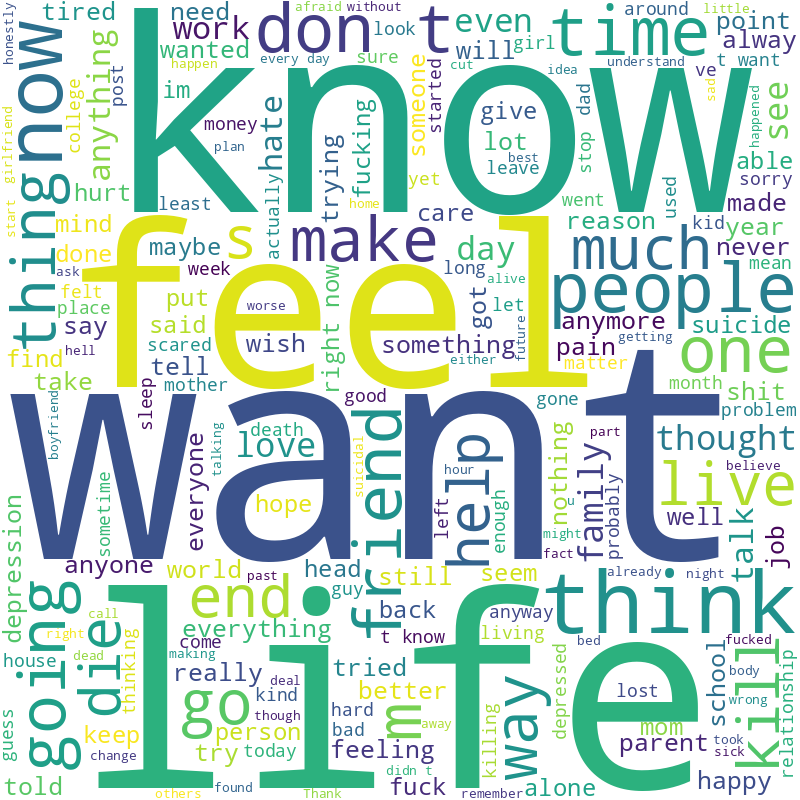 know
want
feel
life
don
t
time
now
thing
people
think
make
much
one
live
friend
help
going
die
go
end
kill
way
m
s
even
work
tired
need
wanted
will
girl
look
afraid
without
around
little
point
alway
honestly
happen
every day
sure
understand
t want
ve
see
cut
idea
sad
happened
im
anything
post
college
girlfriend
start
money
plan
hate
actually
trying
fucking
someone
started
give
lot
best
leave
stop
dad
used
able
sorry
yet
least
hurt
mind
done
home
care
went
reason
kid
made
year
never
mean
maybe
week
day
long
alive
ask
felt
place
put
worse
got
let
future
anymore
suicide
getting
say
said
scared
tell
wish
right now
something
either
pain
matter
find
hell
take
mother
good
gone
month
shit
problem
boyfriend
sleep
death
love
talking
everyone
suicidal
hope
hour
left
enough
nothing
u
might
fact
part
family
probably
thought
believe
well
talk
job
depression
sometime
anyone
world
past
head
guy
still
seem
already
night
everything
back
anyway
call
right
dead
thinking
come
making
t know
living
bed
fucked
house
really
deal
tried
body
wrong
lost
school
relationship
guess
keep
change
person
kind
though
hard
bad
better
feeling
away
killing
depressed
mom
parent
took
sick
told
try
today
others
found
Thank
didn t
fuck
remember
alone
happy